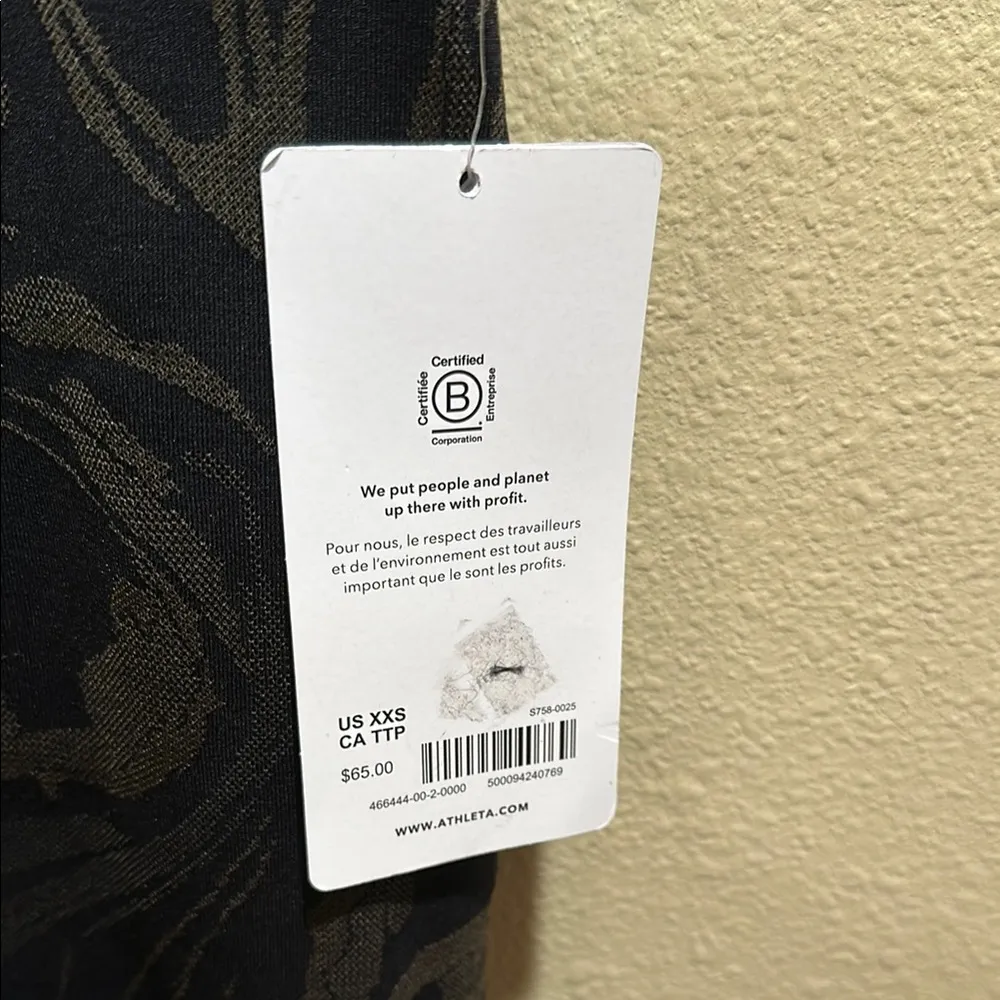 Certified
Certifiée
B
Entreprise
Corporation
We put people and planet
up there with profit.
Pour nous, le respect des travailleurs
et de l'environnement est tout aussi
important que le sont les profits.
S758-0025
US XXS
CA TTP
$65.00
466444-00-2-0000 500094240769
WWW.ATHLETA.COM